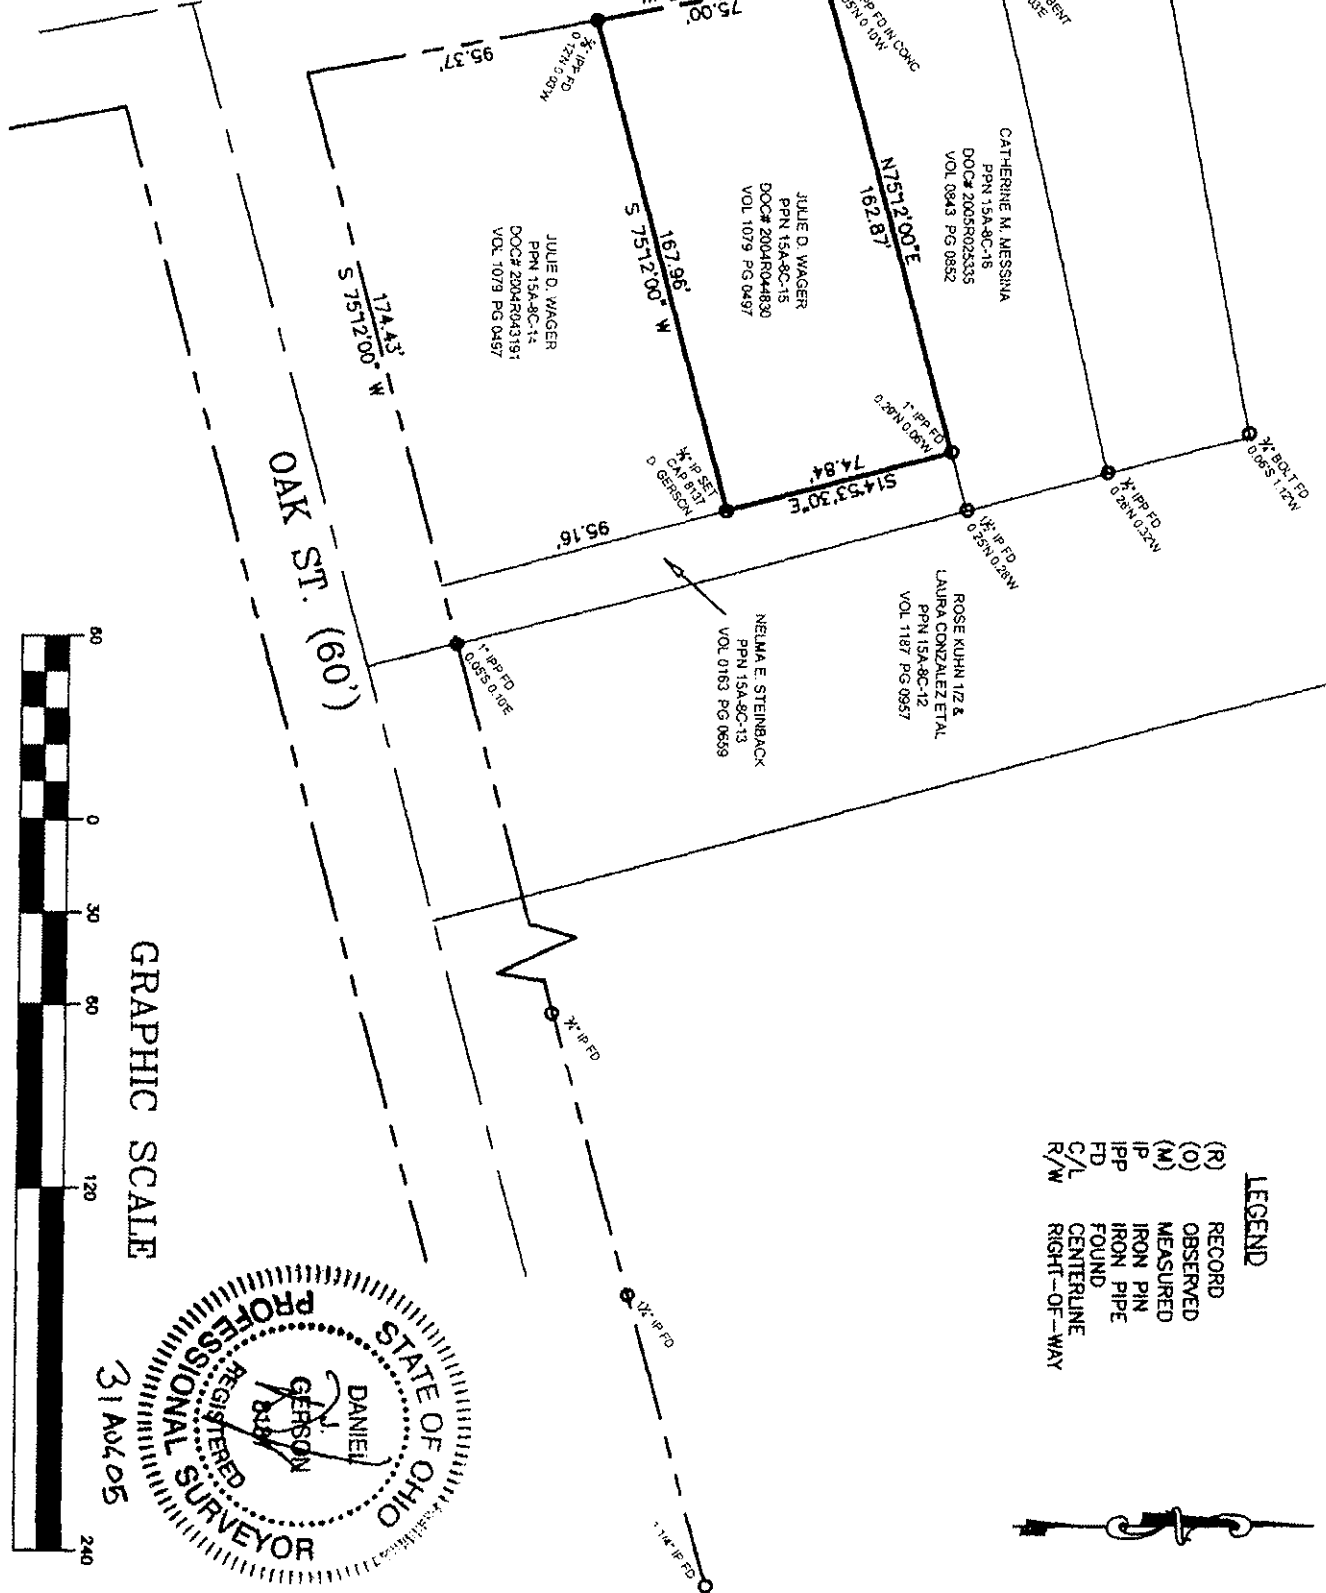 75.00'
95.37'
⅝" IPP FD
0.12'N 0.03'W
IPP FD IN CONC
BENT
CATHERINE M. MESSINA
PPN 15A-8C-16
DOC# 2005R025335
VOL 0843 PG 0852
N75°12'00"E
162.87'
JULIE D. WAGER
PPN 15A-8C-15
DOC# 2004R044830
VOL 1079 PG 0497
167.96'
S 75°12'00" W
JULIE D. WAGER
PPN 15A-8C-14
DOC# 2004R043191
VOL 1079 PG 0497
174.43'
S 75°12'00" W
1" IPP FD
0.20'N 0.06'W
S14°53'30"E
74.84'
¾" IP SET
CAP 8137
D. GERSON
95.16'
¾" BOLT FD
0.06'S 1.12'W
IPP FD
0.26'N 0.32'W
1½" IP FD
0.25'N 0.28'W
ROSE KUHN 1/2 &
LAURA CONZALEZ ETAL
PPN 15A-8C-12
VOL 1187 PG 0957
NELMA E. STEINBACK
PPN 15A-8C-13
VOL 0163 PG 0659
1" IPP FD
0.05'S 0.10'E
OAK ST. (60')
¾" IP FD
IP FD
1 1/4" IP FD
LEGEND
(R) RECORD
(O) OBSERVED
(M) MEASURED
IP IRON PIN
IPP IRON PIPE
FD FOUND
C/L CENTERLINE
R/W RIGHT-OF-WAY
GRAPHIC SCALE
60 0 30 60 120 240
STATE OF OHIO
DANIEL
J.
GERSON
REGISTERED
PROFESSIONAL SURVEYOR
31 AUG 05